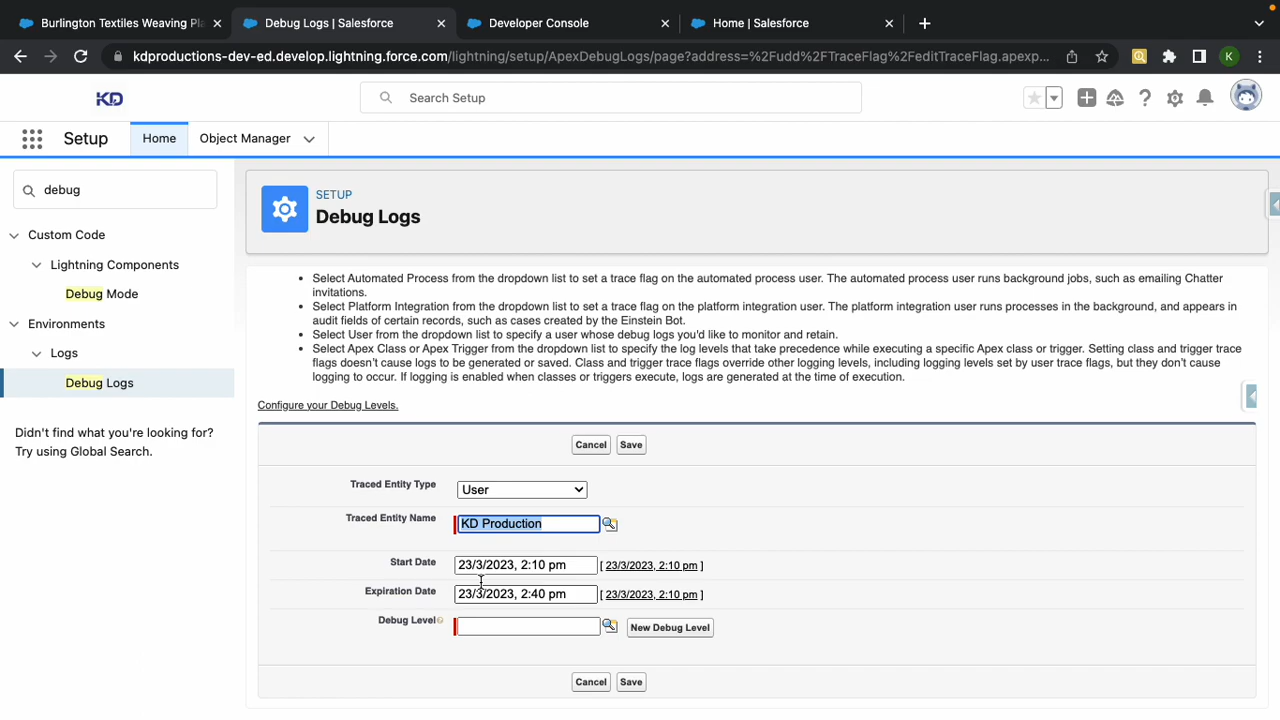 Burlington Textiles Weaving Pl
Debug Logs | Salesforce
Developer Console
Home | Salesforce
kdproductions-dev-ed.develop.lightning.force.com/lightning/setup/ApexDebugLogs/page?address=%2Fudd%2FTraceFlag%2FeditTraceFlag.apexp...
K
KD
Search Setup
Setup
Home
Object Manager
debug
Custom Code
Lightning Components
Debug Mode
Environments
Logs
Debug Logs
Didn't find what you're looking for?
Try using Global Search.
SETUP
Debug Logs
• Select Automated Process from the dropdown list to set a trace flag on the automated process user. The automated process user runs background jobs, such as emailing Chatter
invitations.
• Select Platform Integration from the dropdown list to set a trace flag on the platform integration user. The platform integration user runs processes in the background, and appears in
audit fields of certain records, such as cases created by the Einstein Bot.
• Select User from the dropdown list to specify a user whose debug logs you'd like to monitor and retain.
• Select Apex Class or Apex Trigger from the dropdown list to specify the log levels that take precedence while executing a specific Apex class or trigger. Setting class and trigger trace
flags doesn't cause logs to be generated or saved. Class and trigger trace flags override other logging levels, including logging levels set by user trace flags, but they don't cause
logging to occur. If logging is enabled when classes or triggers execute, logs are generated at the time of execution.
Configure your Debug Levels.
Cancel Save
Traced Entity Type User
Traced Entity Name KD Production
Start Date 23/3/2023, 2:10 pm [ 23/3/2023, 2:10 pm ]
Expiration Date 23/3/2023, 2:40 pm [ 23/3/2023, 2:10 pm ]
Debug Level New Debug Level
Cancel Save